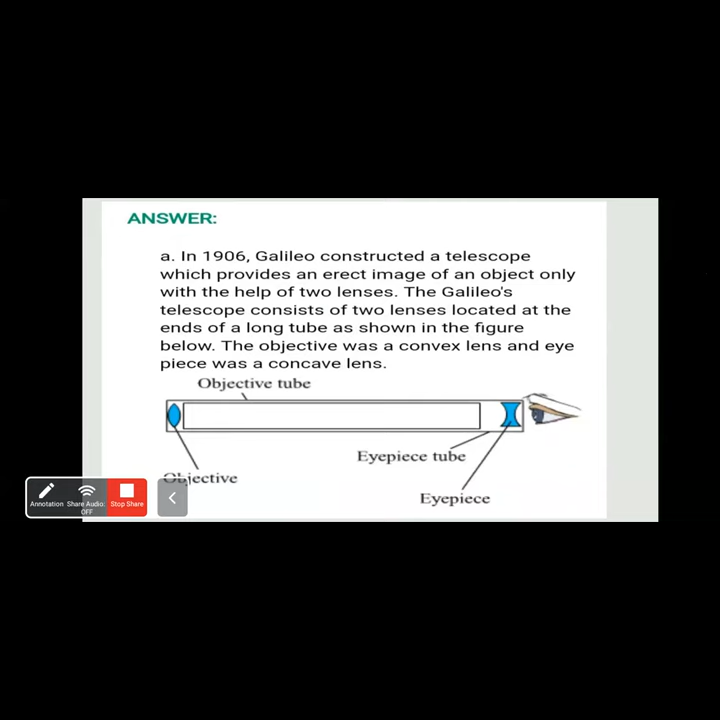 ANSWER:
a. In 1906, Galileo constructed a telescope
which provides an erect image of an object only
with the help of two lenses. The Galileo's
telescope consists of two lenses located at the
ends of a long tube as shown in the figure
below. The objective was a convex lens and eye
piece was a concave lens.
Objective tube
Eyepiece tube
Objective
Eyepiece
Annotation
Share Audio: OFF
Stop Share